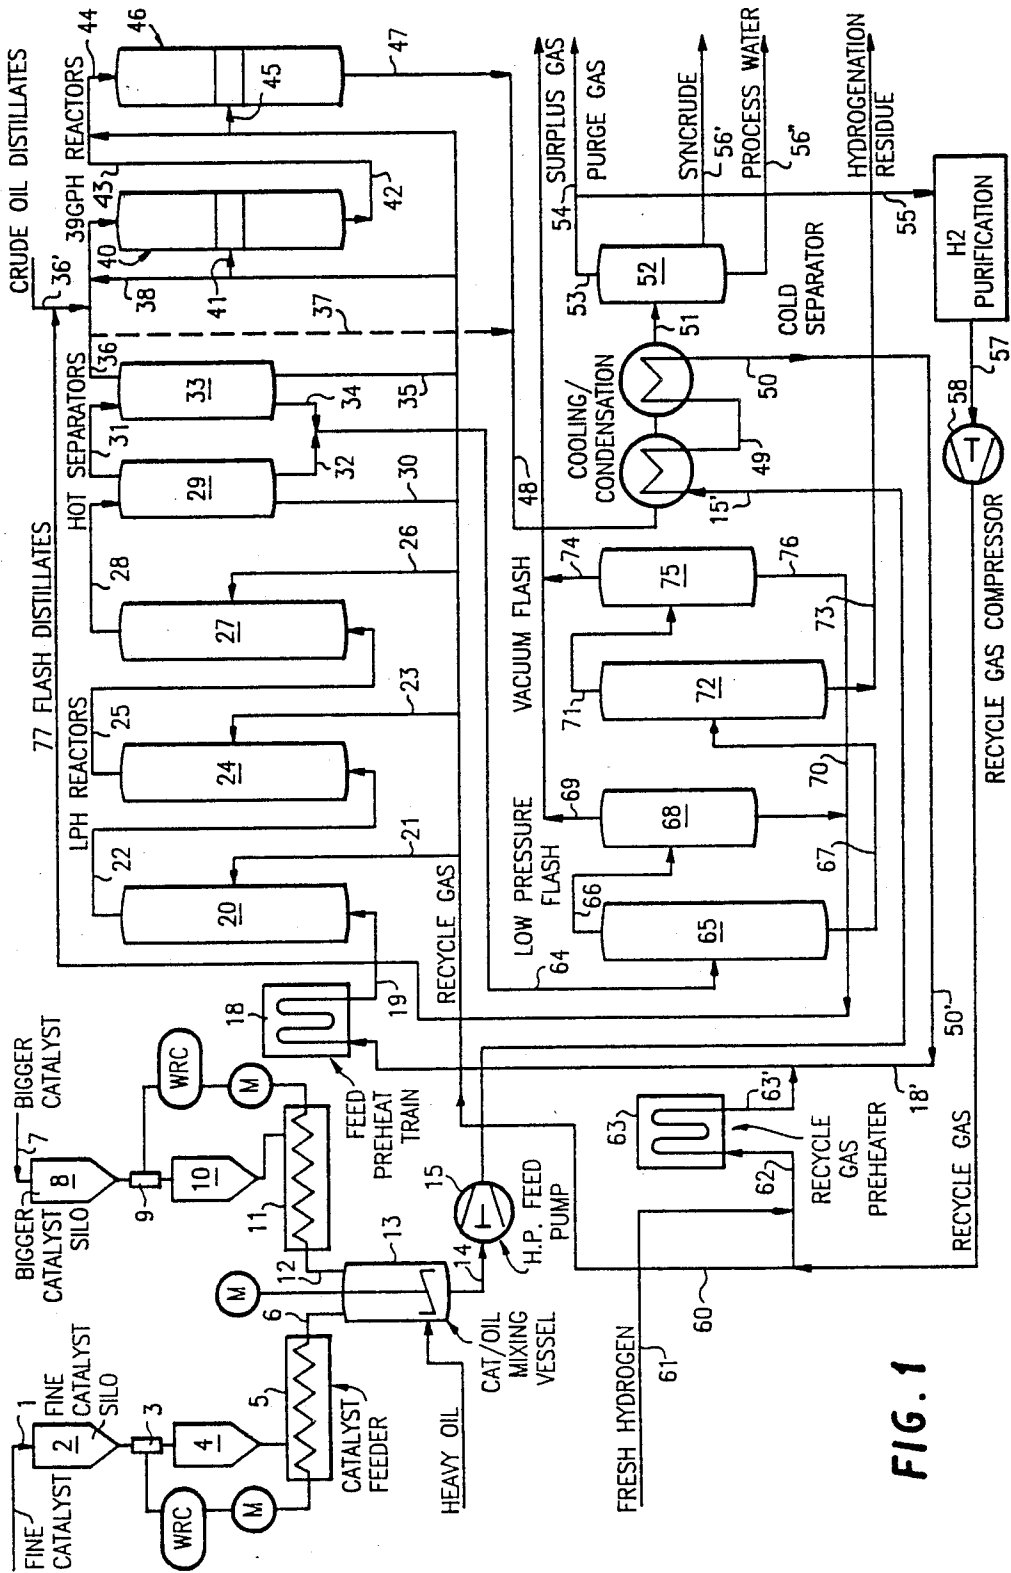 FINE
CATALYST
1
2
FINE CATALYST
SILO
3
4
WRC
M
5
CATALYST
FEEDER
6
BIGGER
CATALYST
7
8
BIGGER
CATALYST
SILO
9
10
WRC
M
11
12
M
13
CAT/OIL
MIXING
VESSEL
HEAVY OIL
14
15
H.P. FEED
PUMP
18
FEED
PREHEAT
TRAIN
19
20
21
22
LPH REACTORS
23
24
25
26
27
28
77 FLASH DISTILLATES
HOT SEPARATORS
29
30
31
32
33
34
35
36
CRUDE OIL DISTILLATES
36'
37
38
39
GPH REACTORS
40
41
42
43
44
45
46
47
48
RECYCLE GAS
COOLING/
CONDENSATION
15'
49
50
51
52
COLD
SEPARATOR
53
54
SURPLUS GAS
PURGE GAS
SYNCRUDE
56'
PROCESS WATER
56"
HYDROGENATION
RESIDUE
55
H2
PURIFICATION
57
58
RECYCLE GAS COMPRESSOR
LOW PRESSURE
FLASH
64
65
66
67
68
69
70
VACUUM FLASH
71
72
73
74
75
76
50'
18'
63
63'
62
RECYCLE
GAS
PREHEATER
RECYCLE GAS
60
FRESH HYDROGEN
61
FIG. 1